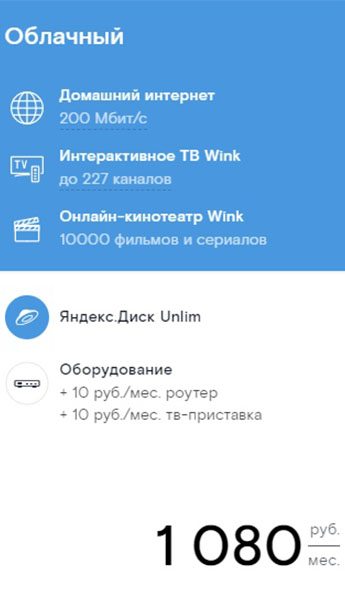 Облачный
Домашний интернет
200 Мбит/с
TV
Интерактивное ТВ Wink
до 227 каналов
Онлайн-кинотеатр Wink
10000 фильмов и сериалов
Яндекс.Диск Unlim
Оборудование
+ 10 руб./мес. роутер
+ 10 руб./мес. тв-приставка
1 080 руб.
мес.